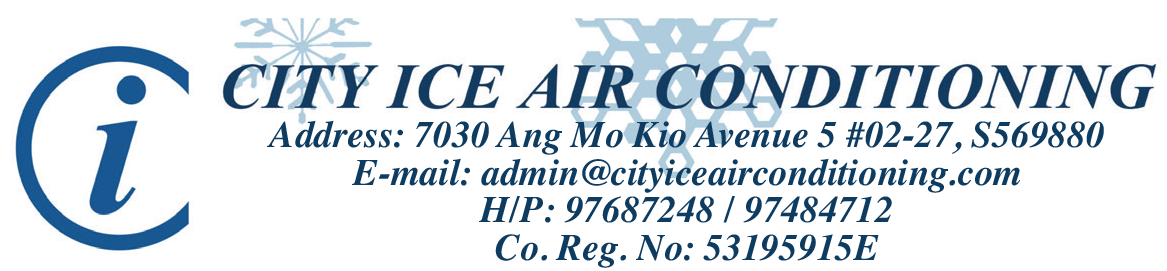 CITY ICE AIR CONDITIONING
Address: 7030 Ang Mo Kio Avenue 5 #02-27, S569880
E-mail: admin@cityiceairconditioning.com
H/P: 97687248 / 97484712
Co. Reg. No: 53195915E